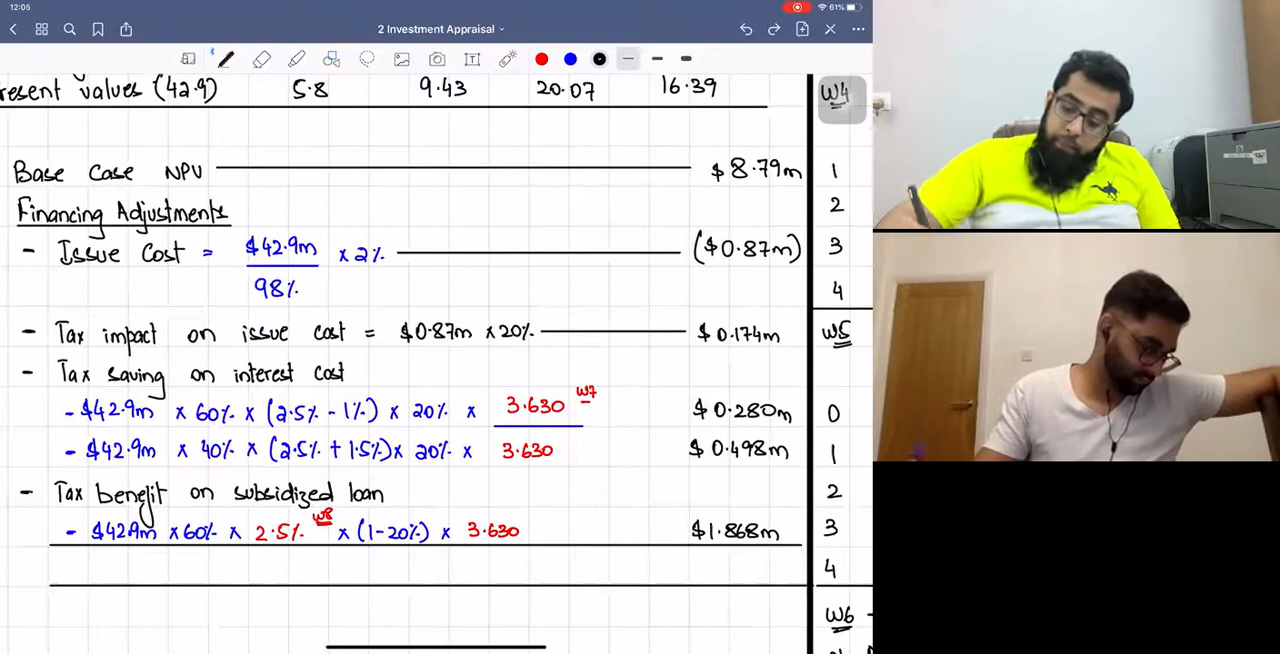 12:05
61%
2 Investment Appraisal
resent values (42.9) 5.8 9.43 20.07 16.39
W4
Base Case NPV $8.79m 1
Financing Adjustments 2
- Issue Cost = $42.9m × 2% ($0.87m) 3
98% 4
- Tax impact on issue cost = $0.87m × 20% $0.174m W5
- Tax saving on interest cost
- $42.9m × 60% × (2.5% - 1%) × 20% × 3.630 W7 $0.280m 0
- $42.9m × 40% × (2.5% + 1.5%) × 20% × 3.630 $0.498m 1
- Tax benefit on subsidized loan 2
- $42.9m × 60% × 2.5% W8 × (1-20%) × 3.630 $1.868m 3
4
W6 -